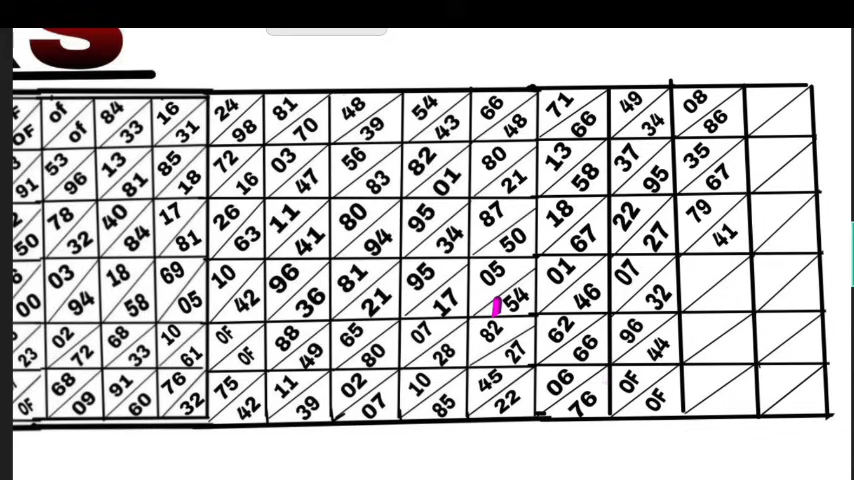 S
F of 84 16 24 81 48 54 66 71 49 08
OF of 33 31 98 70 39 43 48 66 34 86
53 13 85 72 03 56 82 80 13 37 35
91 96 81 18 16 47 83 01 21 58 95 67
78 40 17 26 11 80 95 87 18 22 79
50 32 84 81 63 41 94 34 50 67 27 41
03 18 69 10 96 81 95 05 01 07
00 94 58 05 42 36 21 17 54 46 32
02 68 10 OF 88 65 07 82 62 96
23 72 33 61 OF 49 80 28 27 66 44
68 91 76 75 11 02 10 45 06 OF
OF 09 60 32 42 39 07 85 22 76 OF